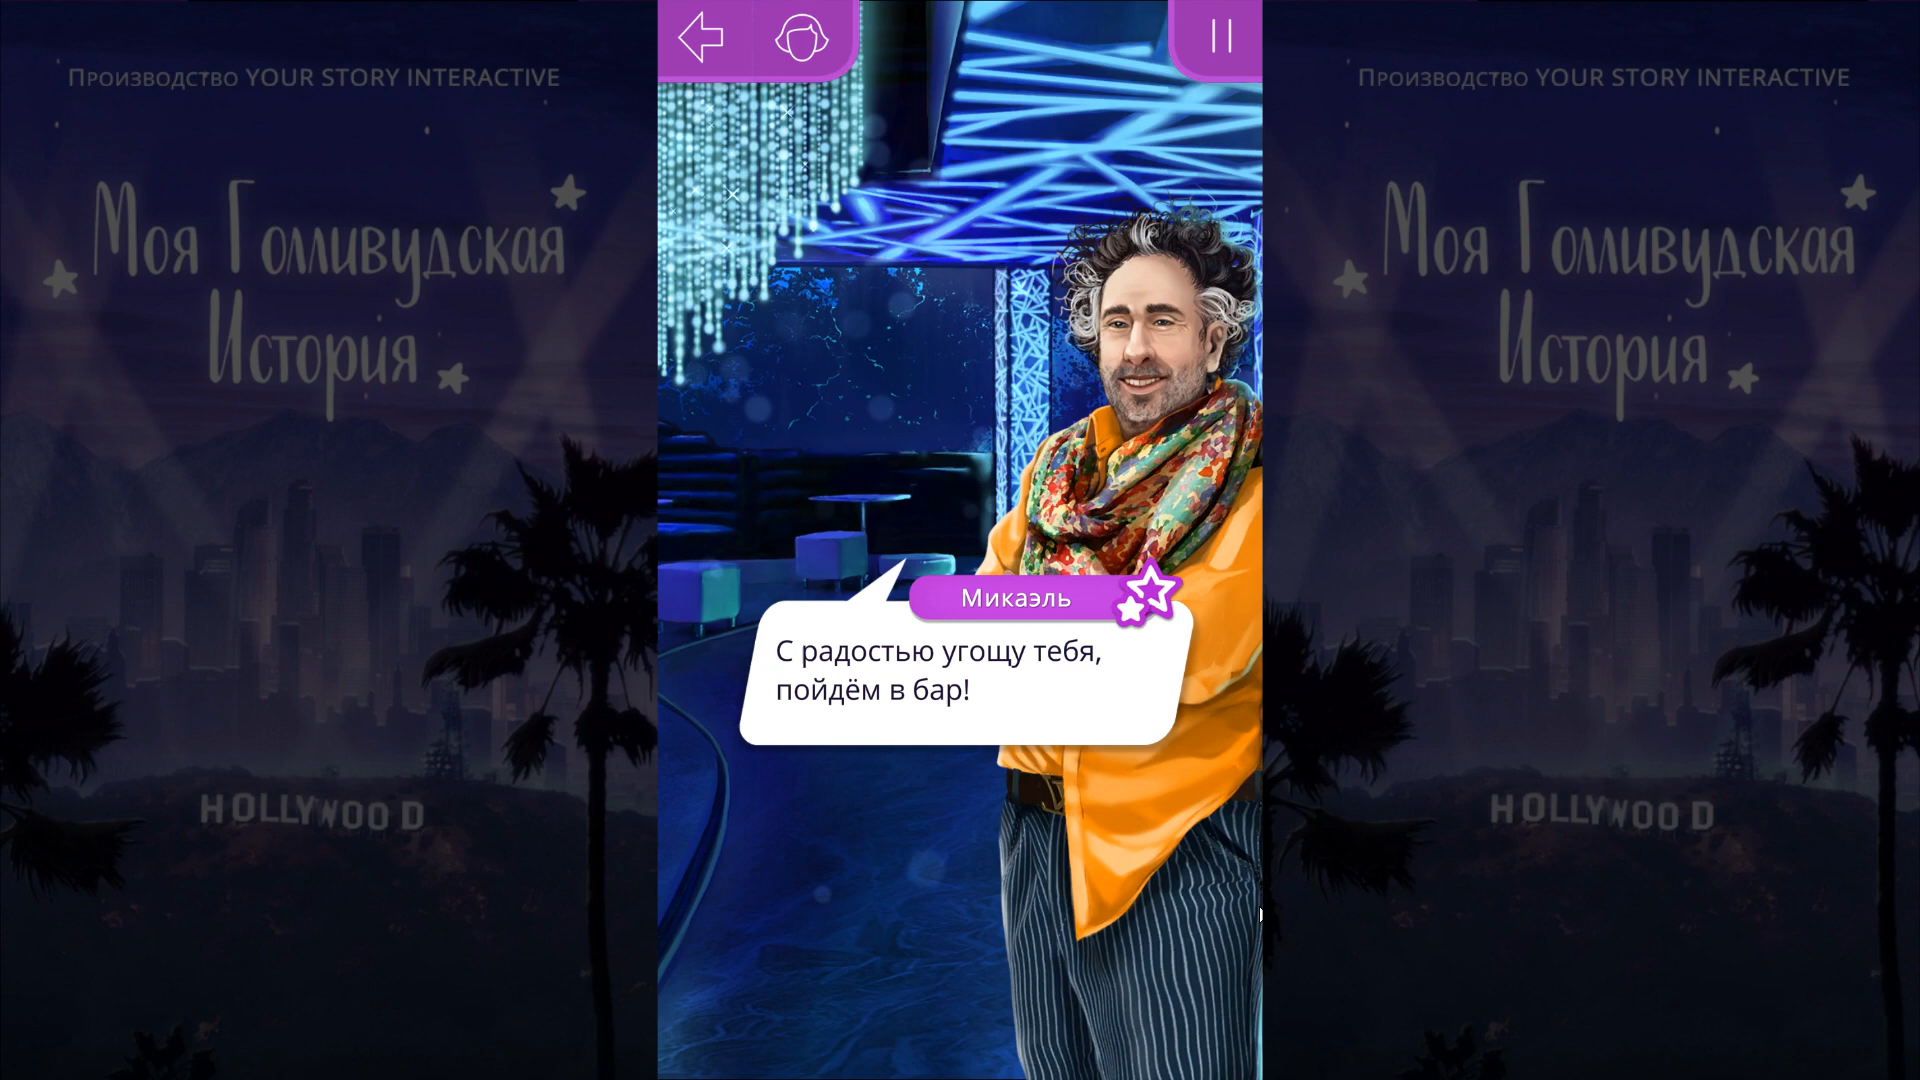 Производство YOUR STORY INTERACTIVE
Моя Голливудская
История
HOLLYWOOD
Микаэль
С радостью угощу тебя,
пойдём в бар!
Производство YOUR STORY INTERACTIVE
Моя Голливудская
История
HOLLYWOOD